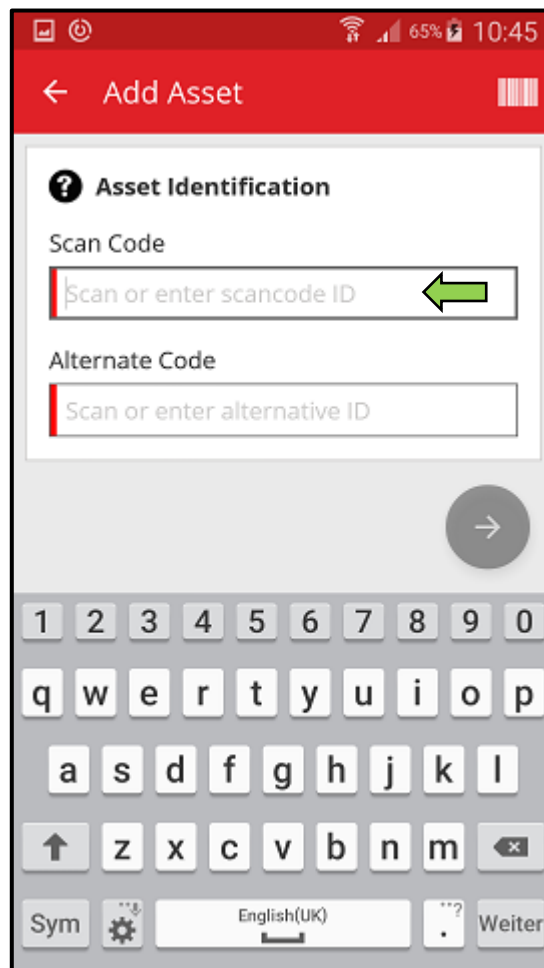 65% 10:45
Add Asset
? Asset Identification
Scan Code
Scan or enter scancode ID
Alternate Code
Scan or enter alternative ID
1 2 3 4 5 6 7 8 9 0
q w e r t y u i o p
a s d f g h j k l
z x c v b n m
Sym English(UK) . ? Weiter